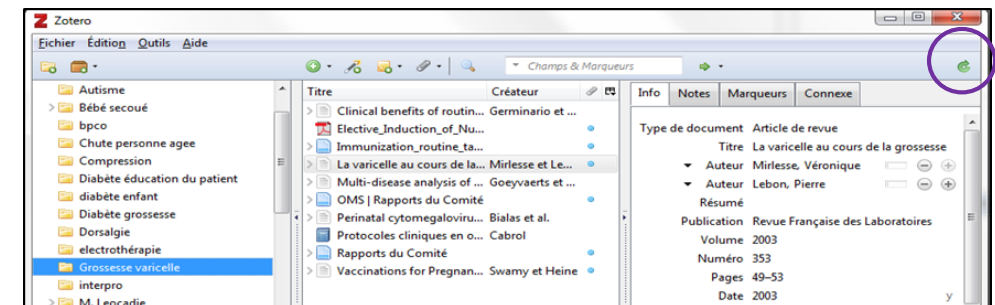 Zotero
Fichier Édition Outils Aide
Champs & Marqueurs
Autisme
Bébé secoué
bpco
Chute personne agee
Compression
Diabète éducation du patient
diabète enfant
Diabète grossesse
Dorsalgie
electrothérapie
Grossesse varicelle
interpro
M. Leocadie
Titre Créateur
Clinical benefits of routin... Germinario et ...
Elective_Induction_of_Nu...
Immunization_routine_ta...
La varicelle au cours de la... Mirlesse et Le...
Multi-disease analysis of ... Goeyvaerts et ...
OMS | Rapports du Comité
Perinatal cytomegaloviru... Bialas et al.
Protocoles cliniques en o... Cabrol
Rapports du Comité
Vaccinations for Pregnan... Swamy et Heine
Info Notes Marqueurs Connexe
Type de document Article de revue
Titre La varicelle au cours de la grossesse
Auteur Mirlesse, Véronique
Auteur Lebon, Pierre
Résumé
Publication Revue Française des Laboratoires
Volume 2003
Numéro 353
Pages 49–53
Date 2003 y